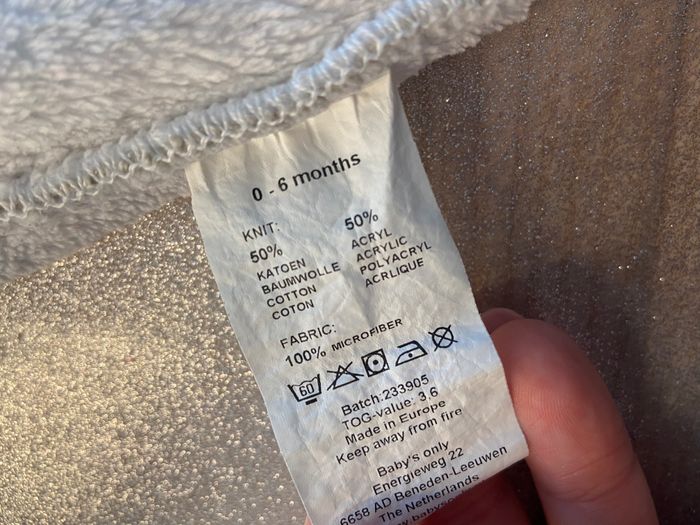 0 - 6 months
KNIT:
50% 50%
KATOEN ACRYL
BAUMWOLLE ACRYLIC
COTTON POLYACRYL
COTON ACRLIQUE
FABRIC:
100% MICROFIBER
60
Batch:233905
TOG-value: 3,6
Made in Europe
Keep away from fire
Baby's only
Energieweg 22
6658 AD Beneden-Leeuwen
The Netherlands